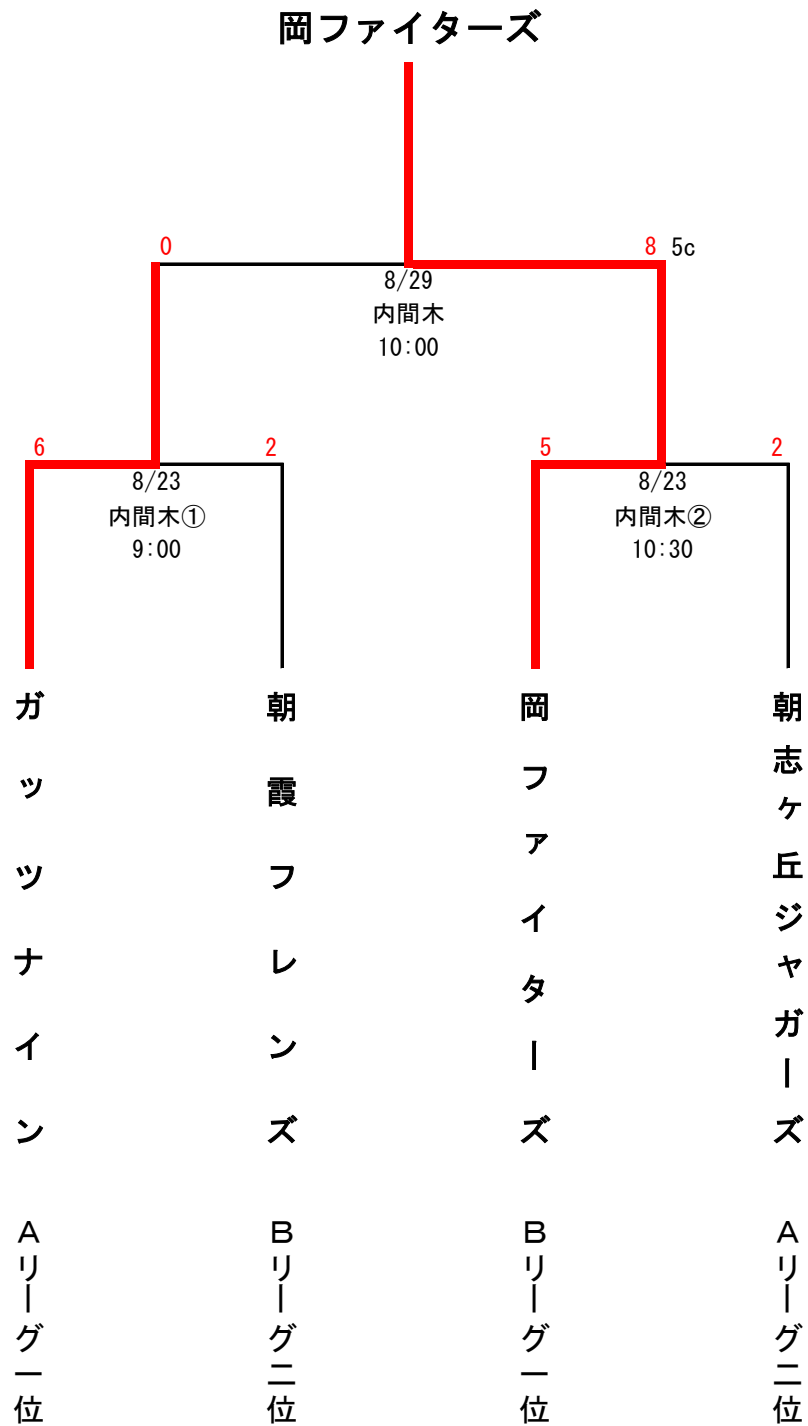 岡ファイターズ
0
8 5c
8/29
内間木
10:00
6
2
5
2
8/23
内間木①
9:00
8/23
内間木②
10:30
ガッツナイン Aリーグ一位
朝霞フレンズ Bリーグ二位
岡ファイターズ Bリーグ一位
朝志ヶ丘ジャガーズ Aリーグ二位